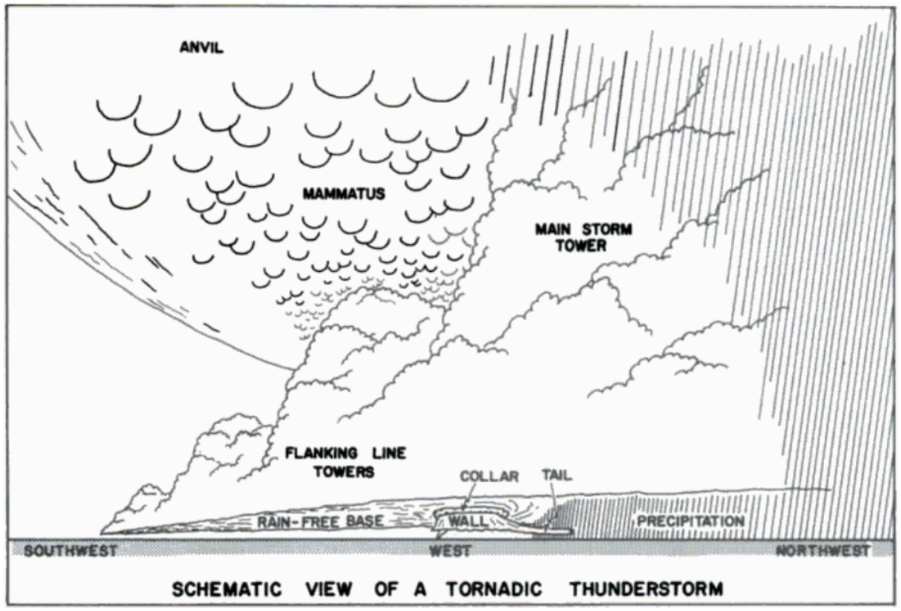 ANVIL
MAMMATUS
MAIN STORM
TOWER
FLANKING LINE
TOWERS
COLLAR
TAIL
RAIN-FREE BASE
WALL
PRECIPITATION
SOUTHWEST
WEST
NORTHWEST
SCHEMATIC VIEW OF A TORNADIC THUNDERSTORM